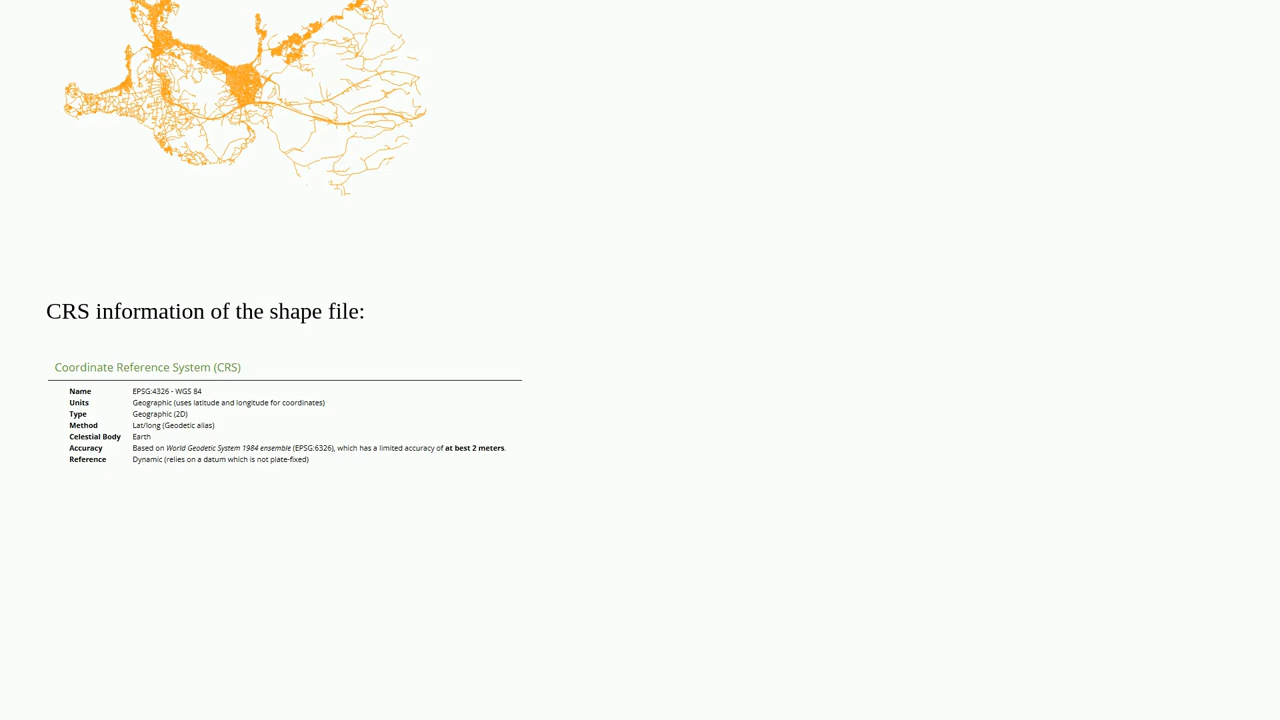 CRS information of the shape file:
Coordinate Reference System (CRS)
Name EPSG:4326 - WGS 84
Units Geographic (uses latitude and longitude for coordinates)
Type Geographic (2D)
Method Lat/long (Geodetic alias)
Celestial Body Earth
Accuracy Based on World Geodetic System 1984 ensemble (EPSG:6326), which has a limited accuracy of at best 2 meters.
Reference Dynamic (relies on a datum which is not plate-fixed)